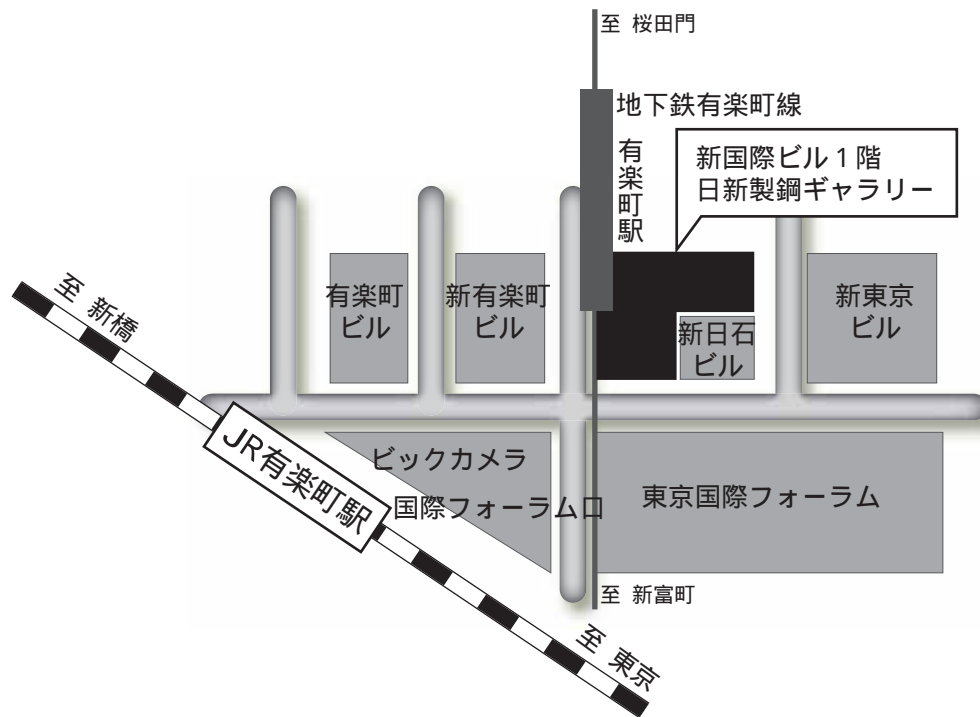 至 桜田門
地下鉄有楽町線
有楽町駅
新国際ビル1階
日新製鋼ギャラリー
至 新橋
有楽町
ビル
新有楽町
ビル
新日石
ビル
新東京
ビル
JR有楽町駅
ビックカメラ
国際フォーラム口
東京国際フォーラム
至 新富町
至 東京